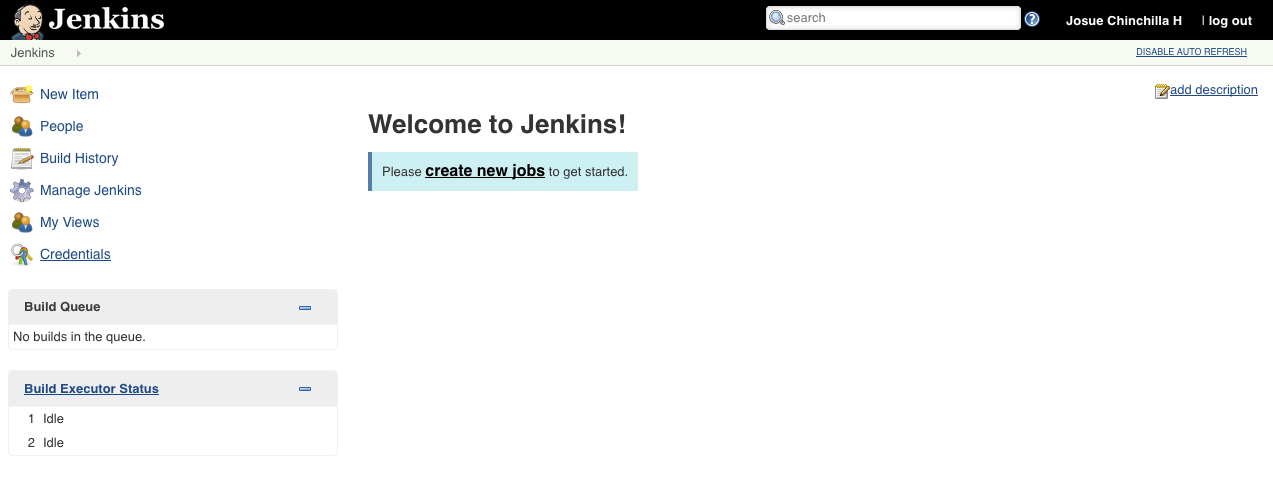 Jenkins
search
?
Josue Chinchilla H
| log out
Jenkins
DISABLE AUTO REFRESH
New Item
People
Build History
Manage Jenkins
My Views
Credentials
Build Queue
No builds in the queue.
Build Executor Status
1 Idle
2 Idle
add description
Welcome to Jenkins!
Please create new jobs to get started.